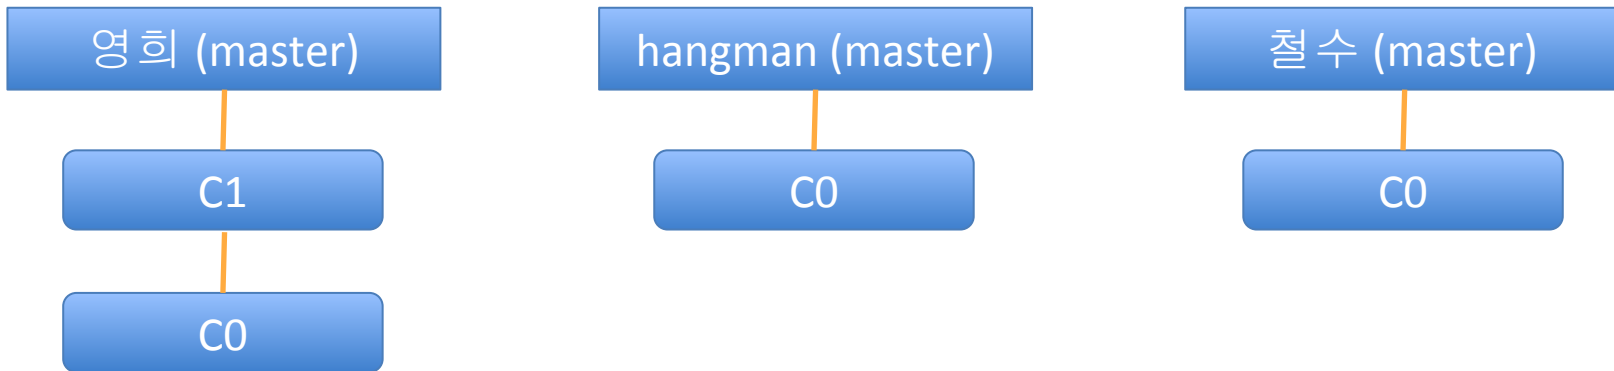 영희 (master)
hangman (master)
철수 (master)
C1
C0
C0
C0